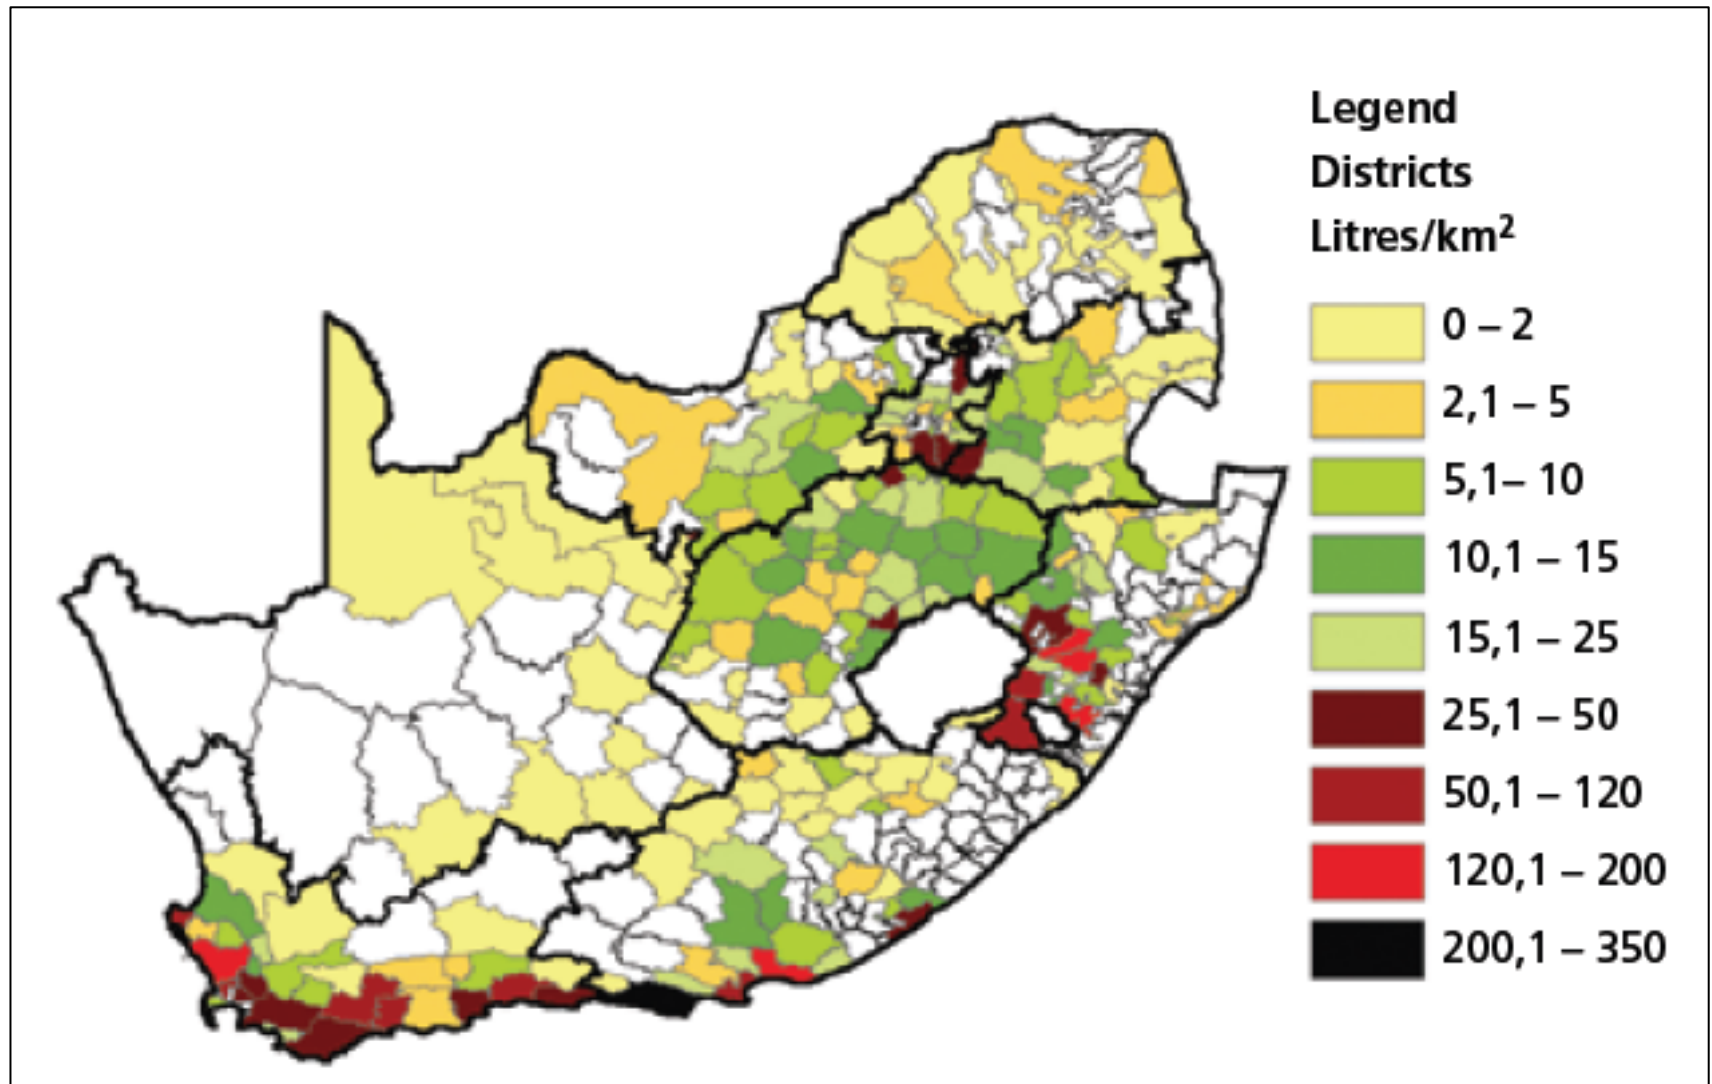 Legend
Districts
Litres/km²
0 – 2
2,1 – 5
5,1– 10
10,1 – 15
15,1 – 25
25,1 – 50
50,1 – 120
120,1 – 200
200,1 – 350